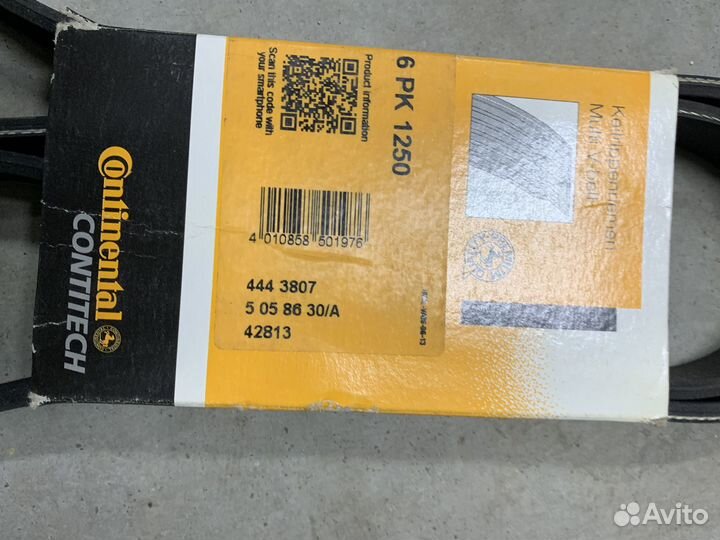 Continental
CONTITECH
Scan this code with
your smartphone
Product information
6 PK 1250
4 010858 501976
444 3807
5 05 86 30/A
42813
Keilrippenriemen
Multi V-belt
Avito